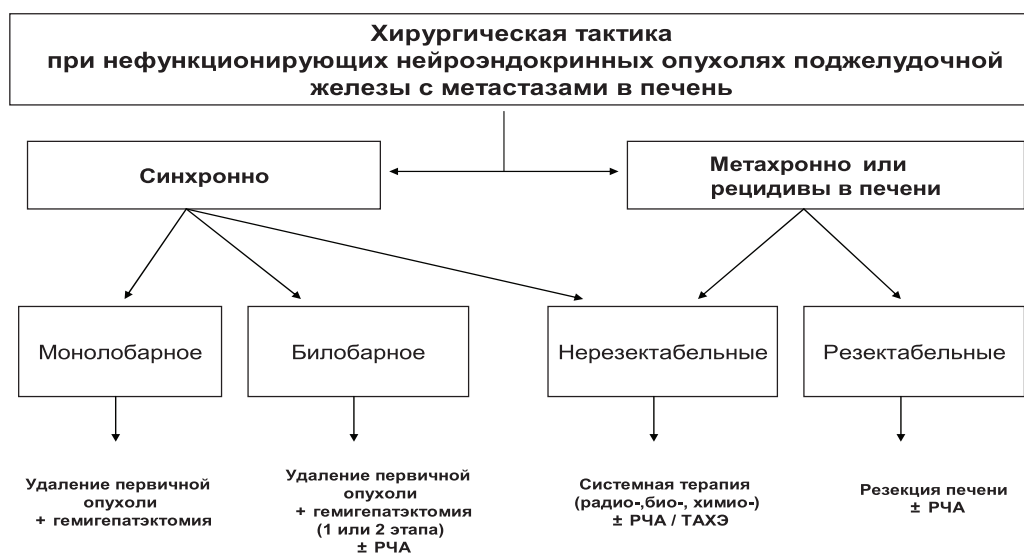 Хирургическая тактика
при нефункционирующих нейроэндокринных опухолях поджелудочной
железы с метастазами в печень
Синхронно
Метахронно или
рецидивы в печени
Монолобарное
Билобарное
Нерезектабельные
Резектабельные
Удаление первичной
опухоли
+ гемигепатэктомия
Удаление первичной
опухоли
+ гемигепатэктомия
(1 или 2 этапа)
± РЧА
Системная терапия
(радио-,био-, химио-)
± РЧА / ТАХЭ
Резекция печени
± РЧА